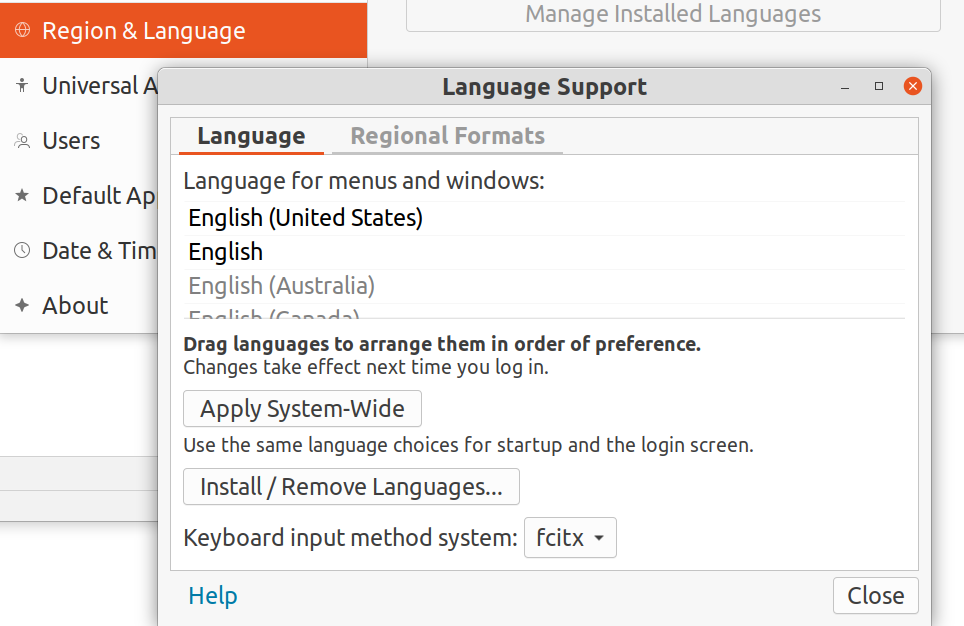 Manage Installed Languages
Region & Language
Universal A
Users
Default Ap
Date & Tim
About
Language Support
Language
Regional Formats
Language for menus and windows:
English (United States)
English
English (Australia)
English (Canada)
Drag languages to arrange them in order of preference.
Changes take effect next time you log in.
Apply System-Wide
Use the same language choices for startup and the login screen.
Install / Remove Languages...
Keyboard input method system: fcitx
Help
Close